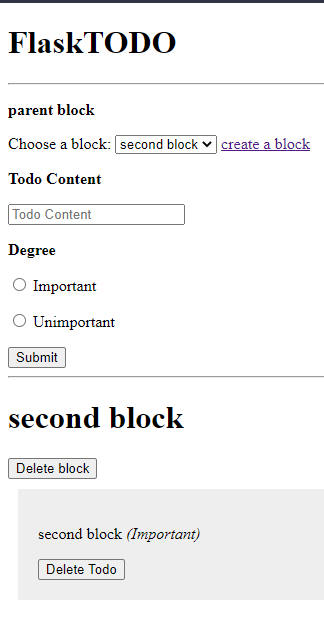 FlaskTODO
parent block
Choose a block: second block create a block
Todo Content
Todo Content
Degree
Important
Unimportant
Submit
second block
Delete block
second block (Important)
Delete Todo